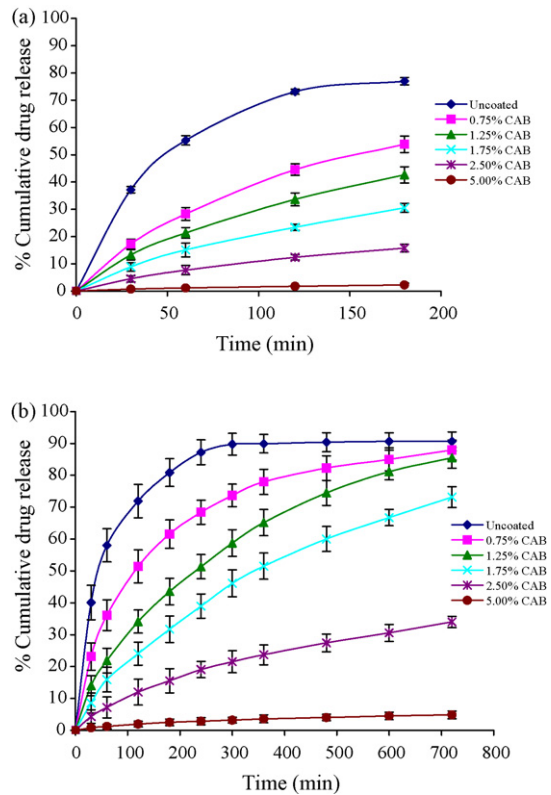 (a)
100
90
80
70
60
50
40
30
20
10
0
% Cumulative drug release
0 50 100 150 200
Time (min)
Uncoated
0.75% CAB
1.25% CAB
1.75% CAB
2.50% CAB
5.00% CAB
(b)
100
90
80
70
60
50
40
30
20
10
0
% Cumulative drug release
0 100 200 300 400 500 600 700 800
Time (min)
Uncoated
0.75% CAB
1.25% CAB
1.75% CAB
2.50% CAB
5.00% CAB